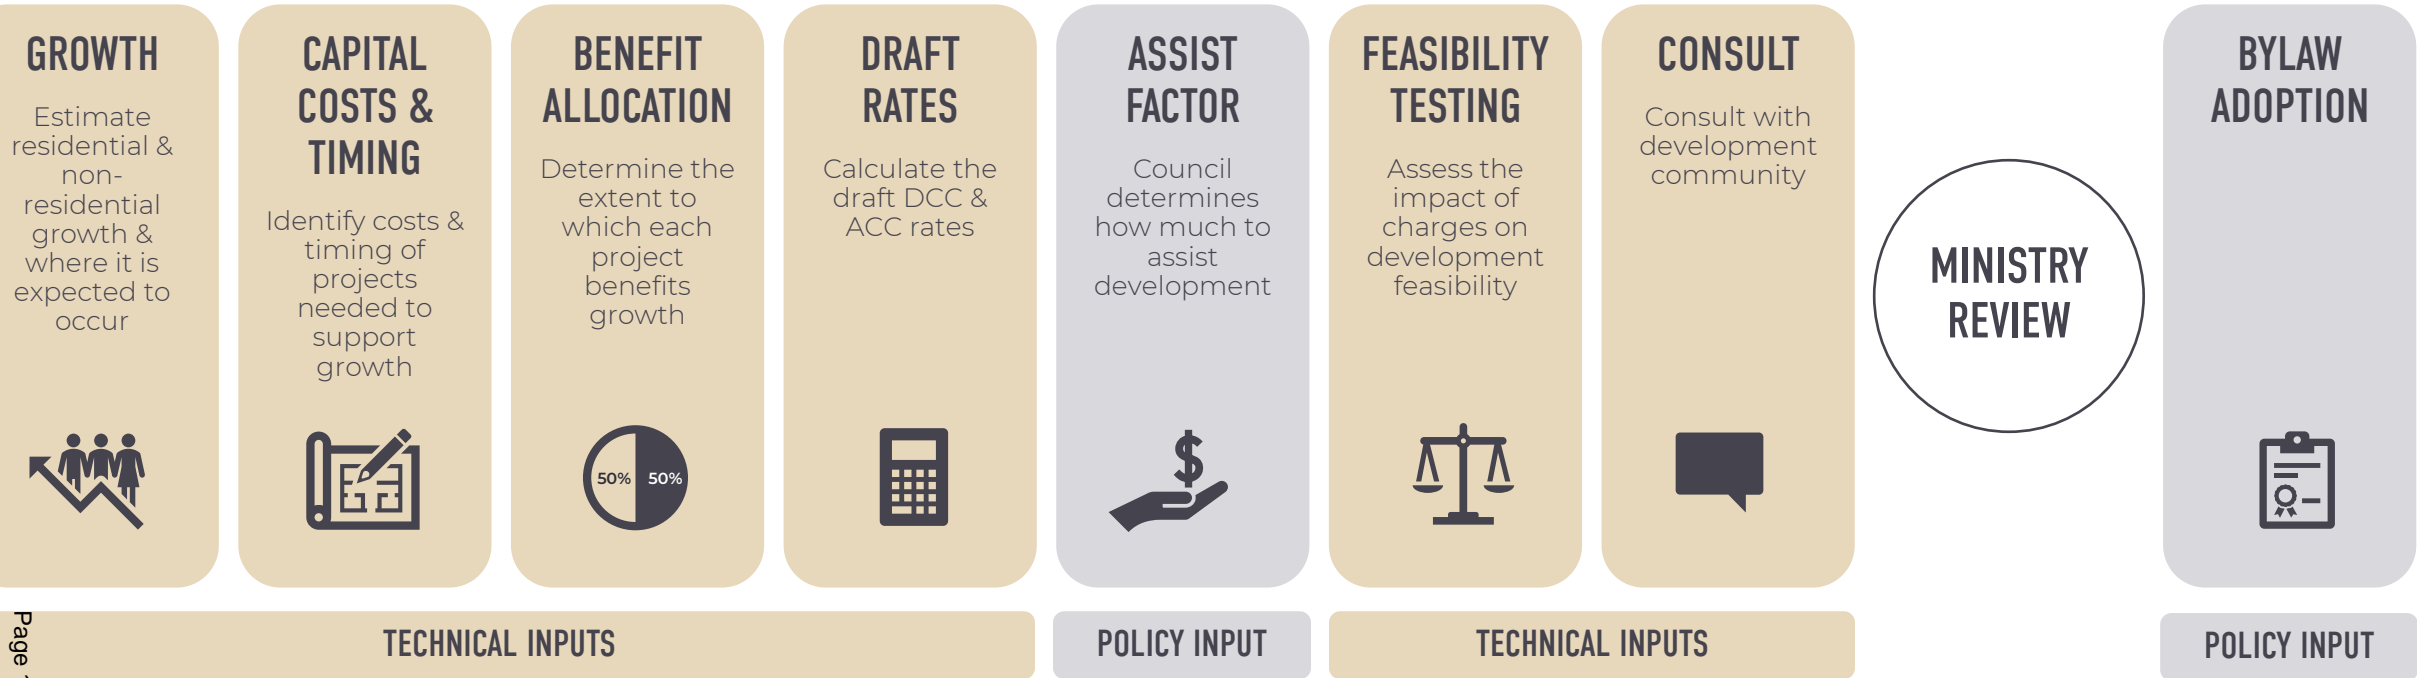 GROWTH
Estimate
residential &
non-
residential
growth &
where it is
expected to
occur
CAPITAL
COSTS &
TIMING
Identify costs &
timing of
projects
needed to
support
growth
BENEFIT
ALLOCATION
Determine the
extent to
which each
project
benefits
growth
50% 50%
DRAFT
RATES
Calculate the
draft DCC &
ACC rates
ASSIST
FACTOR
Council
determines
how much to
assist
development
$
FEASIBILITY
TESTING
Assess the
impact of
charges on
development
feasibility
CONSULT
Consult with
development
community
MINISTRY
REVIEW
BYLAW
ADOPTION
TECHNICAL INPUTS
POLICY INPUT
TECHNICAL INPUTS
POLICY INPUT
Page